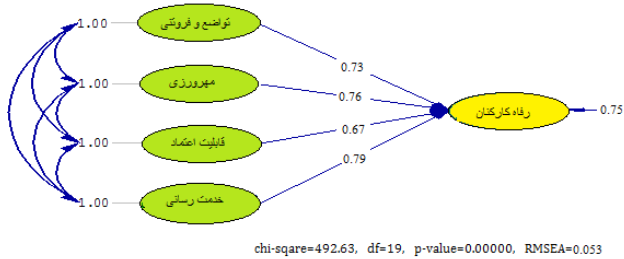 1.00
تواضع و فروتنی
0.73
1.00
مهرورزی
0.76
رفاه کارکنان
0.75
1.00
قابلیت اعتماد
0.67
1.00
خدمت رسانی
0.79
chi-sqare=492.63, df=19, p-value=0.00000, RMSEA=0.053